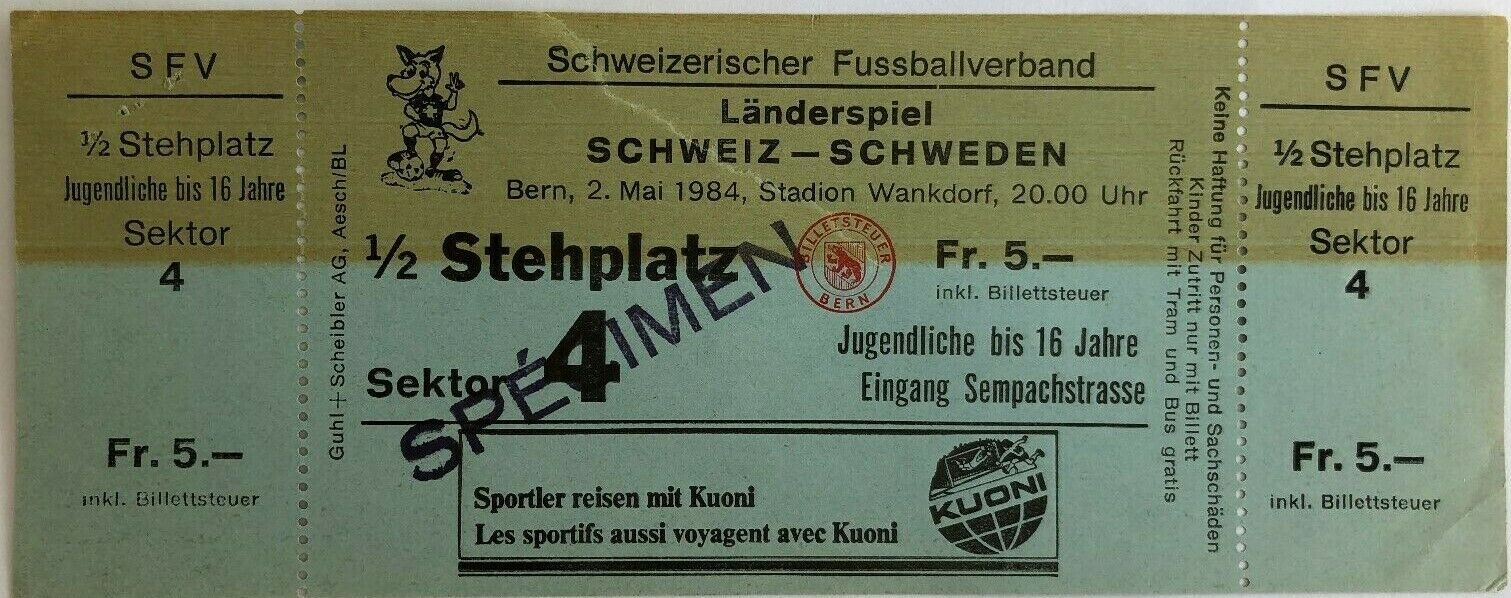 SFV
½ Stehplatz
Jugendliche bis 16 Jahre
Sektor
4
Fr. 5.—
inkl. Billettsteuer
Guhl + Scheibler AG, Aesch/BL
Schweizerischer Fussballverband
Länderspiel
SCHWEIZ – SCHWEDEN
Bern, 2. Mai 1984, Stadion Wankdorf, 20.00 Uhr
½ Stehplatz
Sektor 4
SPÉCIMEN
BILLETSTEUER
BERN
Fr. 5.—
inkl. Billettsteuer
Jugendliche bis 16 Jahre
Eingang Sempachstrasse
Sportler reisen mit Kuoni
Les sportifs aussi voyagent avec Kuoni
KUONI
Keine Haftung für Personen- und Sachschäden
Kinder Zutritt nur mit Billett
Rückfahrt mit Tram und Bus gratis
SFV
½ Stehplatz
Jugendliche bis 16 Jahre
Sektor
4
Fr. 5.—
inkl. Billettsteuer